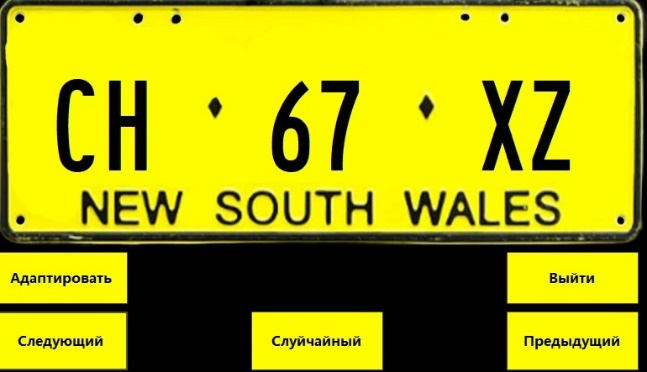 CH 67 XZ
NEW SOUTH WALES
Адаптировать Выйти
Следующий Слуйчайный Предыдущий